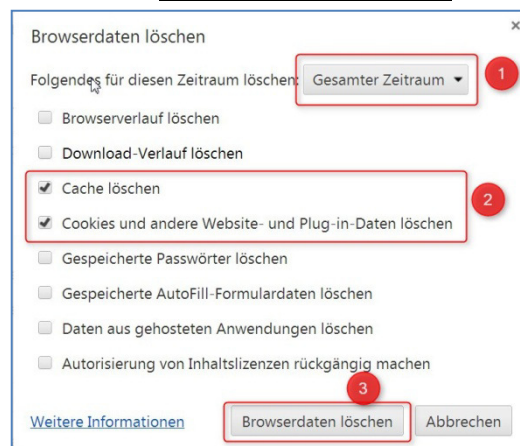 Browserdaten löschen
Folgendes für diesen Zeitraum löschen: Gesamter Zeitraum 1
Browserverlauf löschen
Download-Verlauf löschen
Cache löschen
2
Cookies und andere Website- und Plug-in-Daten löschen
Gespeicherte Passwörter löschen
Gespeicherte AutoFill-Formulardaten löschen
Daten aus gehosteten Anwendungen löschen
Autorisierung von Inhaltslizenzen rückgängig machen
3
Weitere Informationen Browserdaten löschen Abbrechen